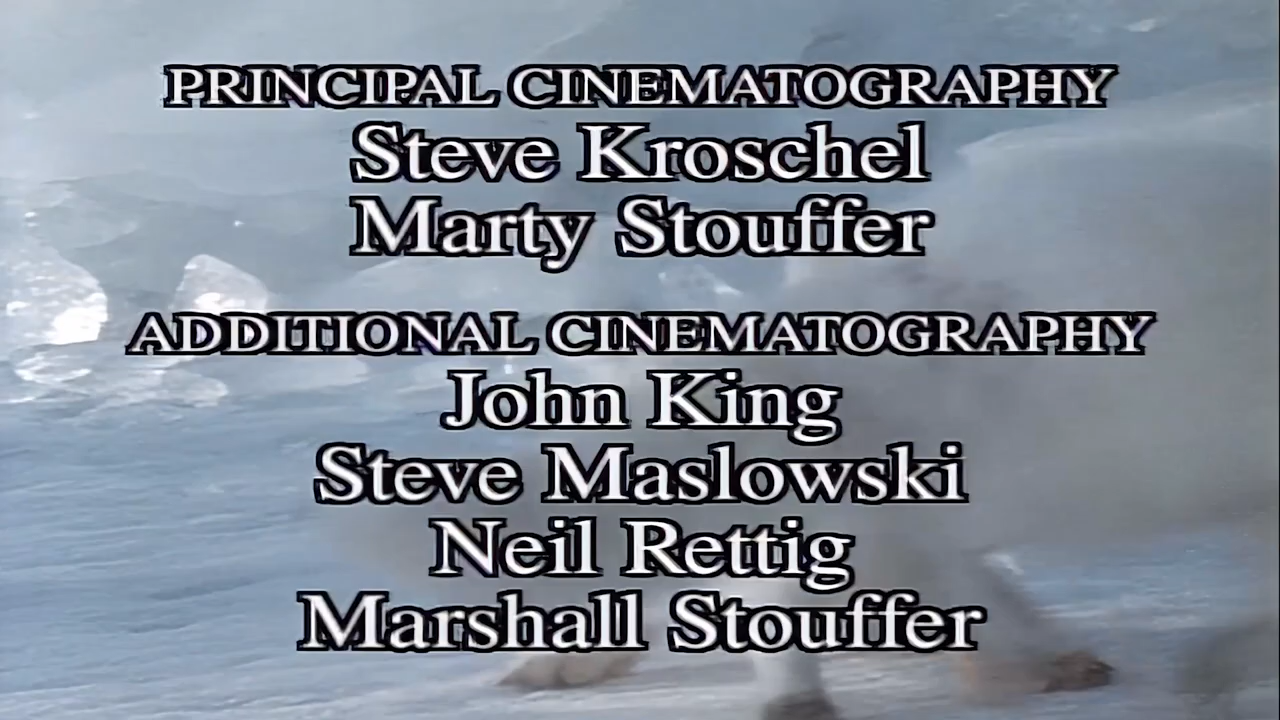 PRINCIPAL CINEMATOGRAPHY
Steve Kroschel
Marty Stouffer
ADDITIONAL CINEMATOGRAPHY
John King
Steve Maslowski
Neil Rettig
Marshall Stouffer